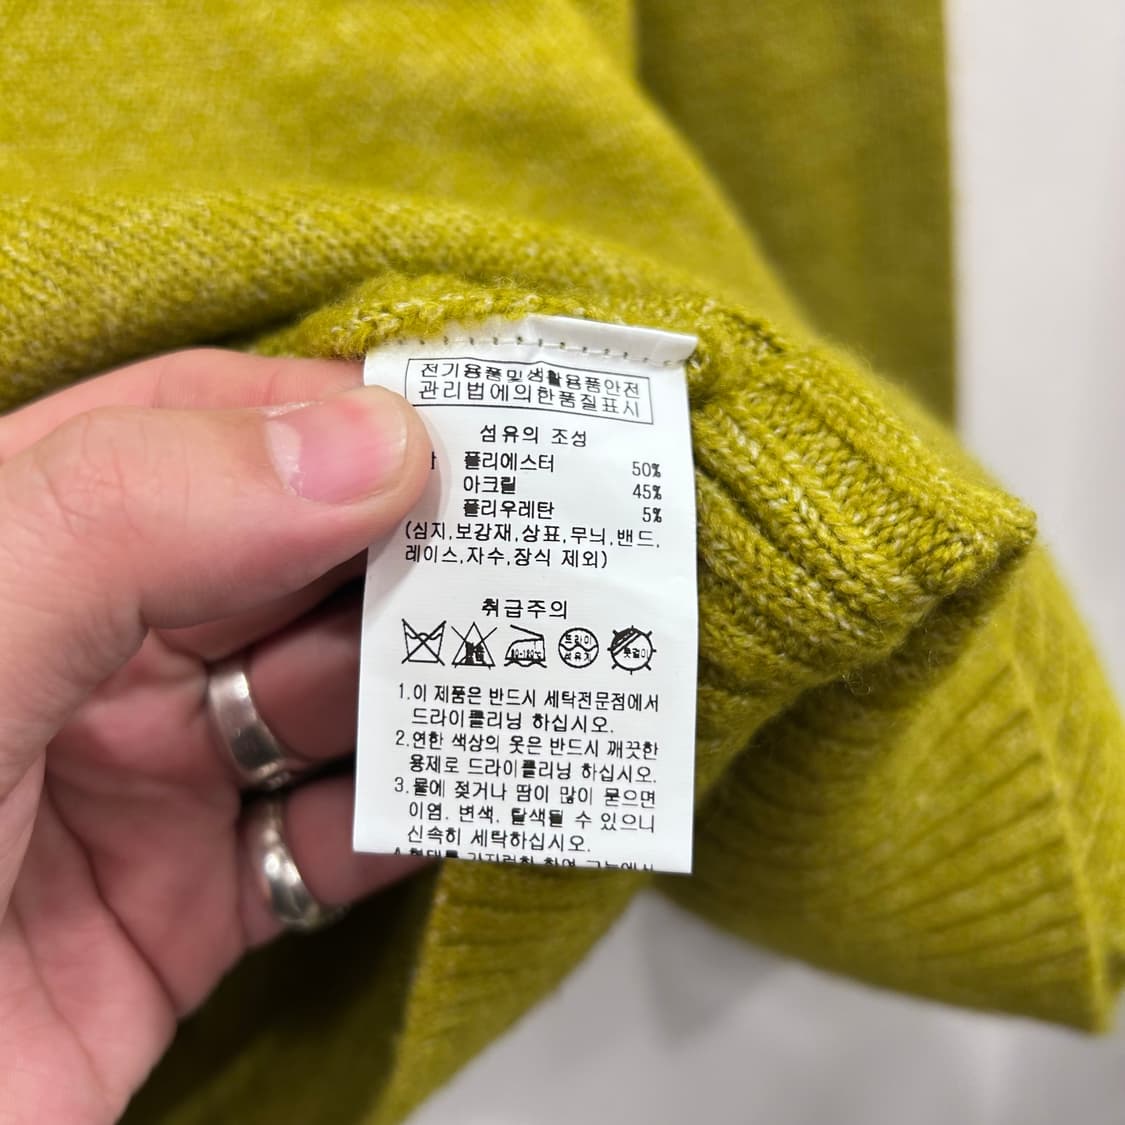 전기용품및생활용품안전
관리법에의한품질표시
섬유의 조성
폴리에스터 50%
아크릴 45%
폴리우레탄 5%
(심지,보강재,상표,무늬,밴드,
레이스,자수,장식 제외)
취급주의
80-120℃
드라이
석유계
옷걸이
1.이 제품은 반드시 세탁전문점에서
드라이클리닝 하십시오.
2.연한 색상의 옷은 반드시 깨끗한
용제로 드라이클리닝 하십시오.
3.물에 젖거나 땀이 많이 묻으면
이염. 변색. 탈색될 수 있으니
신속히 세탁하십시오.